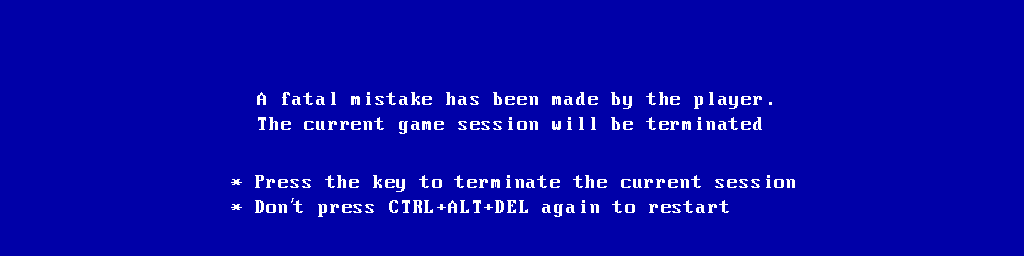 A fatal mistake has been made by the player.
The current game session will be terminated
* Press the key to terminate the current session
* Don't press CTRL+ALT+DEL again to restart